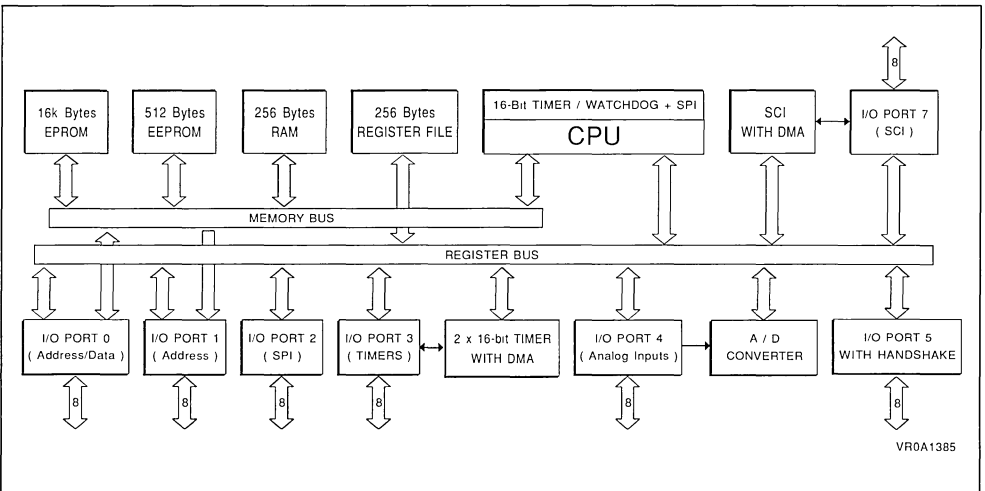 8
16k Bytes
EPROM
512 Bytes
EEPROM
256 Bytes
RAM
256 Bytes
REGISTER FILE
16-Bit TIMER / WATCHDOG + SPI
CPU
SCI
WITH DMA
I/O PORT 7
( SCI )
MEMORY BUS
REGISTER BUS
I/O PORT 0
( Address/Data )
I/O PORT 1
( Address )
I/O PORT 2
( SPI )
I/O PORT 3
( TIMERS )
2 x 16-bit TIMER
WITH DMA
I/O PORT 4
( Analog Inputs )
A / D
CONVERTER
I/O PORT 5
WITH HANDSHAKE
8
8
8
8
8
8
VR0A1385